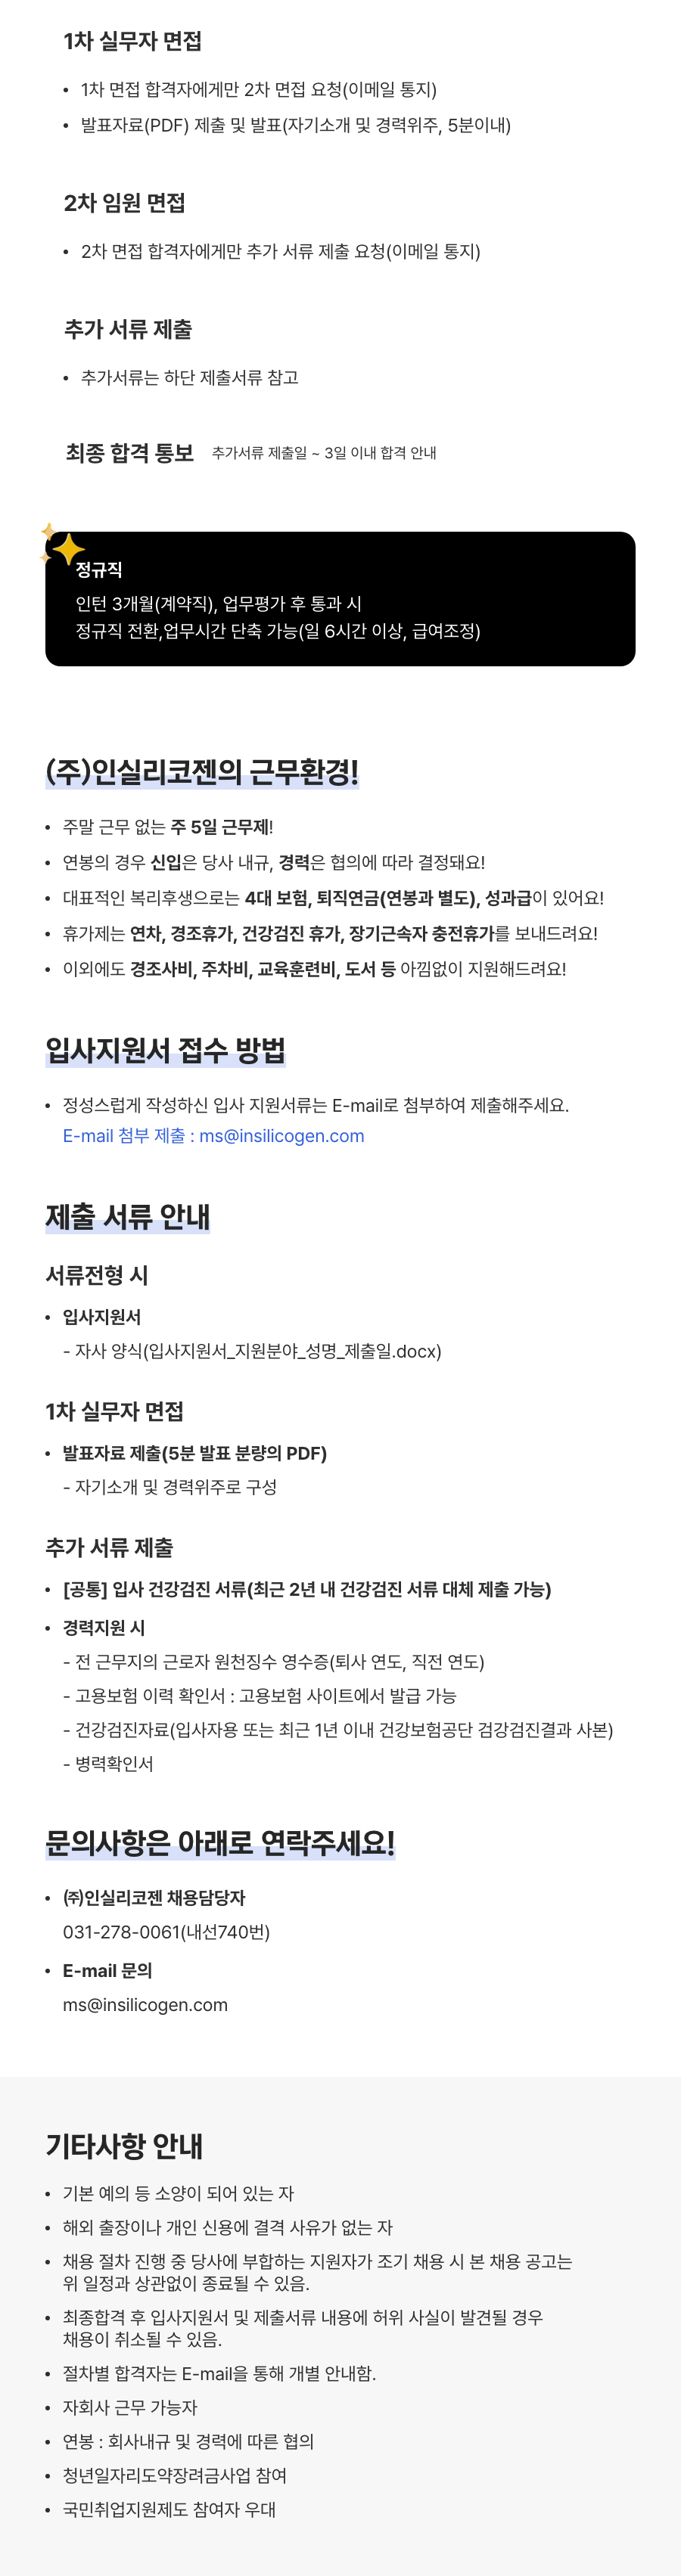 1차 실무자 면접
• 1차 면접 합격자에게만 2차 면접 요청(이메일 통지)
• 발표자료(PDF) 제출 및 발표(자기소개 및 경력위주, 5분이내)
2차 임원 면접
• 2차 면접 합격자에게만 추가 서류 제출 요청(이메일 통지)
추가 서류 제출
• 추가서류는 하단 제출서류 참고
최종 합격 통보 추가서류 제출일 ~ 3일 이내 합격 안내
정규직
인턴 3개월(계약직), 업무평가 후 통과 시
정규직 전환,업무시간 단축 가능(일 6시간 이상, 급여조정)
(주)인실리코젠의 근무환경!
• 주말 근무 없는 주 5일 근무제!
• 연봉의 경우 신입은 당사 내규, 경력은 협의에 따라 결정돼요!
• 대표적인 복리후생으로는 4대 보험, 퇴직연금(연봉과 별도), 성과급이 있어요!
• 휴가제는 연차, 경조휴가, 건강검진 휴가, 장기근속자 충전휴가를 보내드려요!
• 이외에도 경조사비, 주차비, 교육훈련비, 도서 등 아낌없이 지원해드려요!
입사지원서 접수 방법
• 정성스럽게 작성하신 입사 지원서류는 E-mail로 첨부하여 제출해주세요.
E-mail 첨부 제출 : ms@insilicogen.com
제출 서류 안내
서류전형 시
• 입사지원서
- 자사 양식(입사지원서_지원분야_성명_제출일.docx)
1차 실무자 면접
• 발표자료 제출(5분 발표 분량의 PDF)
- 자기소개 및 경력위주로 구성
추가 서류 제출
• [공통] 입사 건강검진 서류(최근 2년 내 건강검진 서류 대체 제출 가능)
• 경력지원 시
- 전 근무지의 근로자 원천징수 영수증(퇴사 연도, 직전 연도)
- 고용보험 이력 확인서 : 고용보험 사이트에서 발급 가능
- 건강검진자료(입사자용 또는 최근 1년 이내 건강보험공단 검강검진결과 사본)
- 병력확인서
문의사항은 아래로 연락주세요!
• ㈜인실리코젠 채용담당자
031-278-0061(내선740번)
• E-mail 문의
ms@insilicogen.com
기타사항 안내
• 기본 예의 등 소양이 되어 있는 자
• 해외 출장이나 개인 신용에 결격 사유가 없는 자
• 채용 절차 진행 중 당사에 부합하는 지원자가 조기 채용 시 본 채용 공고는
위 일정과 상관없이 종료될 수 있음.
• 최종합격 후 입사지원서 및 제출서류 내용에 허위 사실이 발견될 경우
채용이 취소될 수 있음.
• 절차별 합격자는 E-mail을 통해 개별 안내함.
• 자회사 근무 가능자
• 연봉 : 회사내규 및 경력에 따른 협의
• 청년일자리도약장려금사업 참여
• 국민취업지원제도 참여자 우대